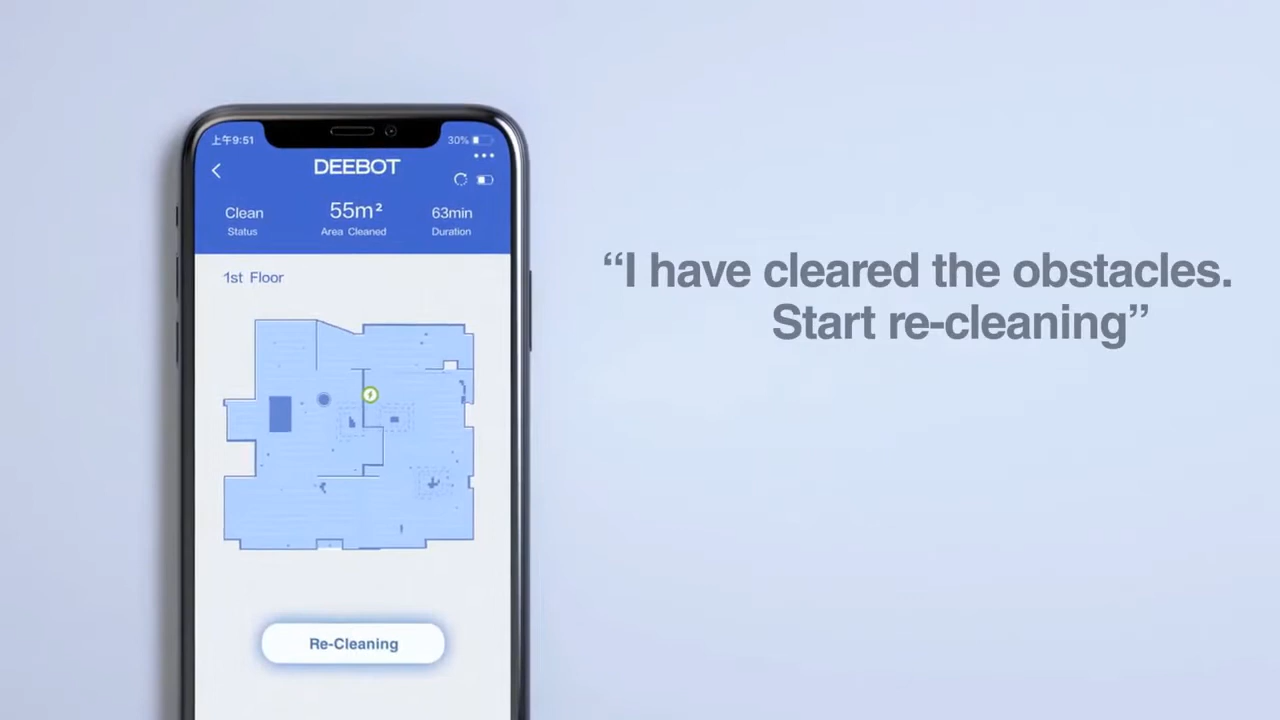 上午9:51
30%
DEEBOT
Clean
55m²
63min
Status
Area Cleaned
Duration
1st Floor
“I have cleared the obstacles.
Start re-cleaning”
Re-Cleaning